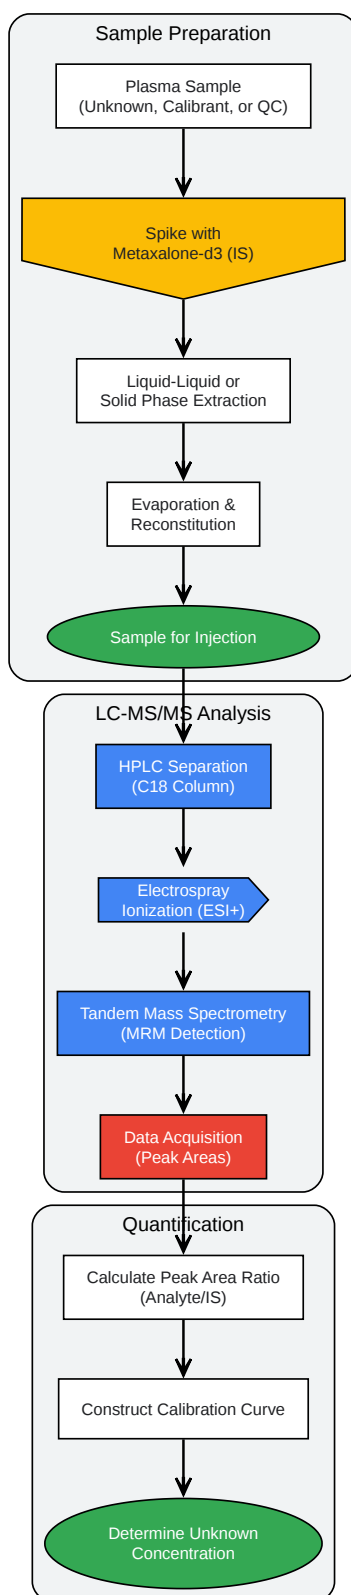 Sample Preparation
Plasma Sample
(Unknown, Calibrant, or QC)
Spike with
Metaxalone-d3 (IS)
Liquid-Liquid or
Solid Phase Extraction
Evaporation &
Reconstitution
Sample for Injection
LC-MS/MS Analysis
HPLC Separation
(C18 Column)
Electrospray
Ionization (ESI+)
Tandem Mass Spectrometry
(MRM Detection)
Data Acquisition
(Peak Areas)
Quantification
Calculate Peak Area Ratio
(Analyte/IS)
Construct Calibration Curve
Determine Unknown
Concentration